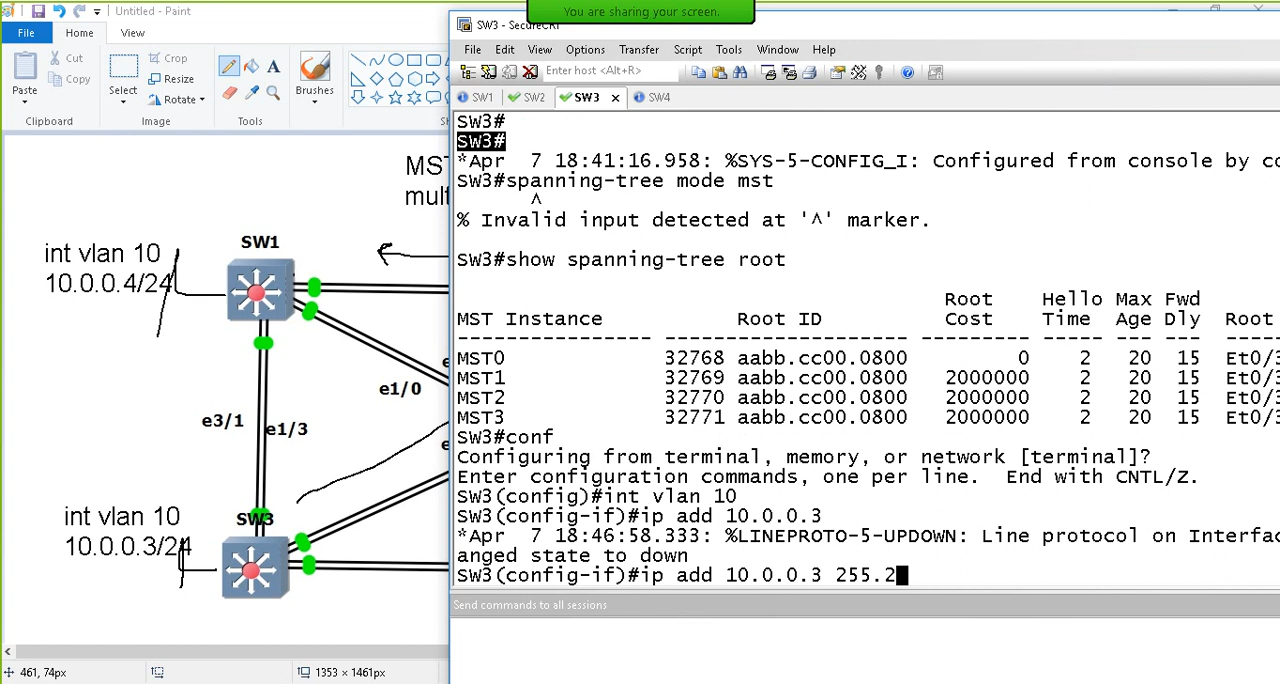 You are sharing your screen.
Untitled - Paint
File Home View
Paste
Cut
Copy
Clipboard
Select
Crop
Resize
Rotate
Image
A
Tools
Brushes
MST
mult
int vlan 10
10.0.0.4/24
SW1
e1/0
e3/1
e1/3
int vlan 10
10.0.0.3/24
SW3
461, 74px
1353 × 1461px
SW3 - SecureCRT
File Edit View Options Transfer Script Tools Window Help
Enter host <Alt+R>
SW1 SW2 SW3 x SW4
SW3#
SW3#
*Apr  7 18:41:16.958: %SYS-5-CONFIG_I: Configured from console by co
SW3#spanning-tree mode mst
^
% Invalid input detected at '^' marker.
SW3#show spanning-tree root
Root Hello Max Fwd
MST Instance Root ID Cost Time Age Dly Root
---------------- -------------------- --------- ----- --- --- -----
MST0 32768 aabb.cc00.0800 0 2 20 15 Et0/3
MST1 32769 aabb.cc00.0800 2000000 2 20 15 Et0/3
MST2 32770 aabb.cc00.0800 2000000 2 20 15 Et0/3
MST3 32771 aabb.cc00.0800 2000000 2 20 15 Et0/3
SW3#conf
Configuring from terminal, memory, or network [terminal]?
Enter configuration commands, one per line.  End with CNTL/Z.
SW3(config)#int vlan 10
SW3(config-if)#ip add 10.0.0.3
*Apr  7 18:46:58.333: %LINEPROTO-5-UPDOWN: Line protocol on Interfac
anged state to down
SW3(config-if)#ip add 10.0.0.3 255.2
Send commands to all sessions